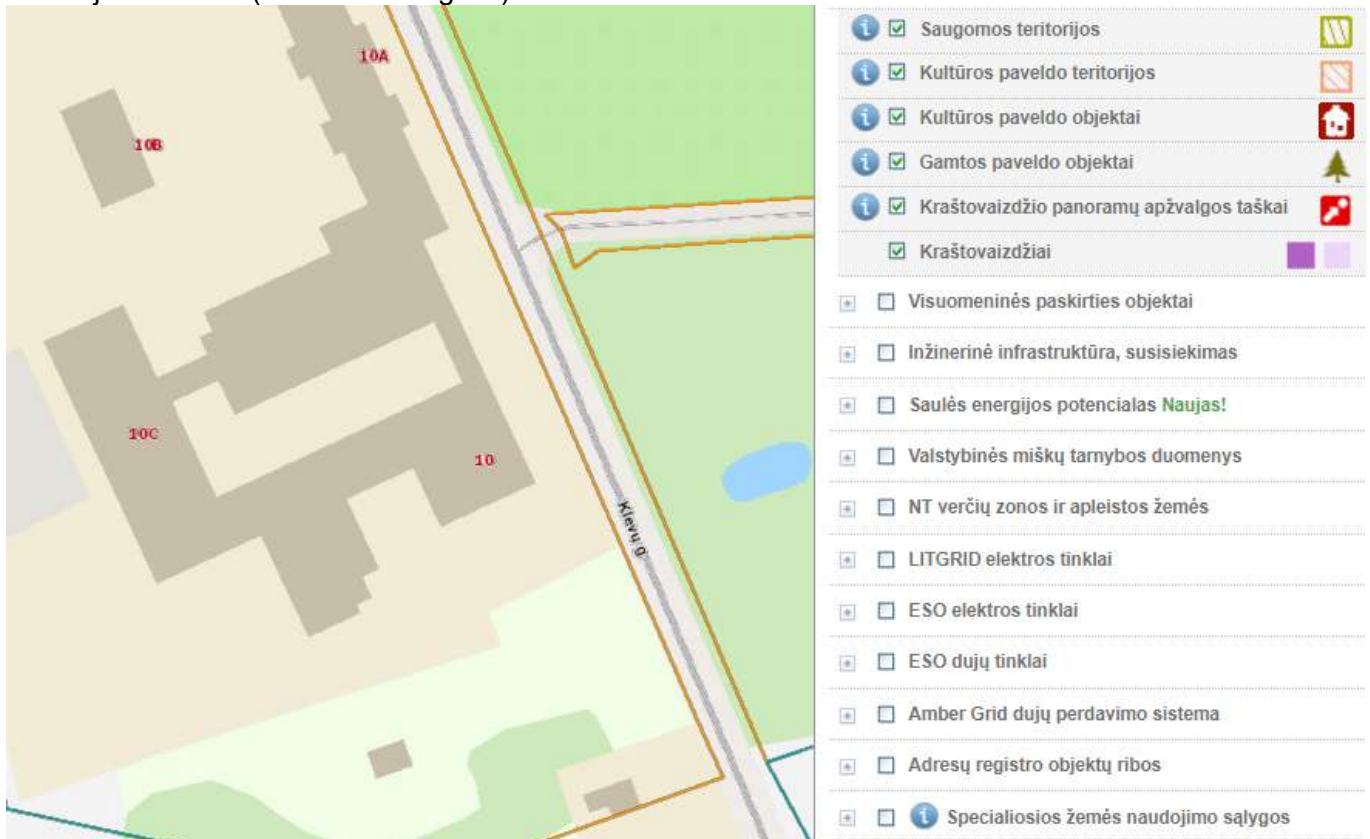 10A
10B
10C
10
Klevų g.
Saugomos teritorijos
Kultūros paveldo teritorijos
Kultūros paveldo objektai
Gamtos paveldo objektai
Kraštovaizdžio panoramų apžvalgos taškai
Kraštovaizdžiai
Visuomeninės paskirties objektai
Inžinerinė infrastruktūra, susisiekimas
Saulės energijos potencialas Naujas!
Valstybinės miškų tarnybos duomenys
NT verčių zonos ir apleistos žemės
LITGRID elektros tinklai
ESO elektros tinklai
ESO dujų tinklai
Amber Grid dujų perdavimo sistema
Adresų registro objektų ribos
Specialiosios žemės naudojimo sąlygos